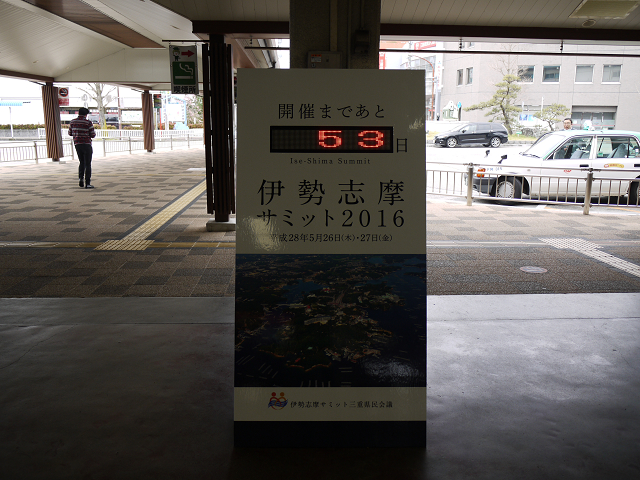 開催まであと
53日
Ise-Shima Summit
伊勢志摩
サミット2016
平成28年5月26日(木)・27日(金)
伊勢志摩サミット三重県民会議